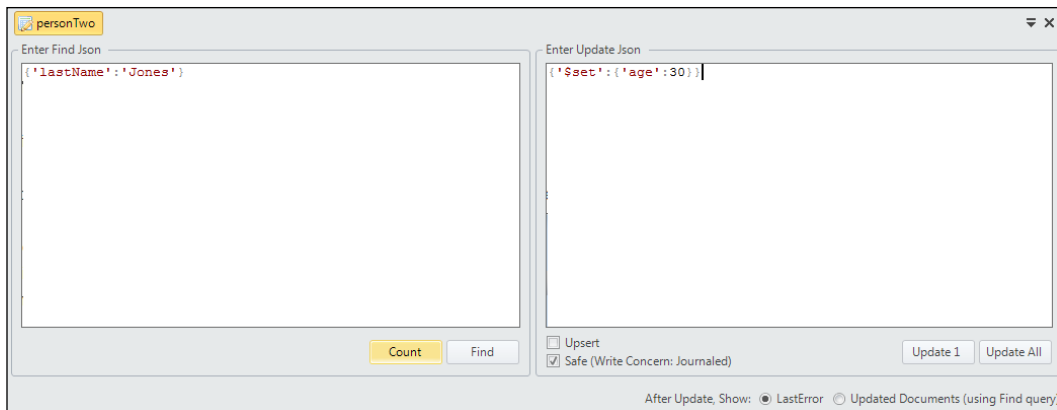 personTwo
Enter Find Json
{'lastName':'Jones'}
Count
Find
Enter Update Json
{'$set':{'age':30}}
Upsert
Safe (Write Concern: Journaled)
Update 1
Update All
After Update, Show: LastError Updated Documents (using Find query)